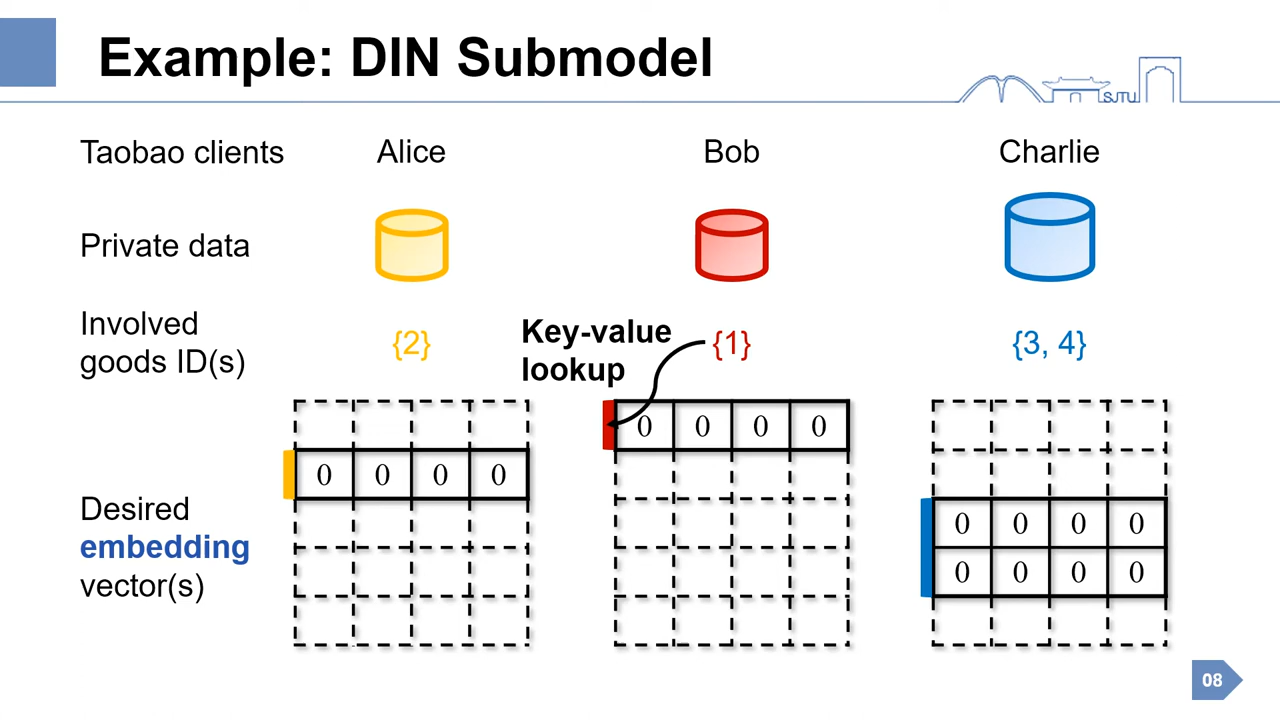 Example: DIN Submodel
SJTU
Taobao clients
Alice
Bob
Charlie
Private data
Involved
goods ID(s)
{2}
Key-value
lookup
{1}
{3, 4}
0 0 0 0
0 0 0 0
Desired
embedding
vector(s)
0 0 0 0
0 0 0 0
08